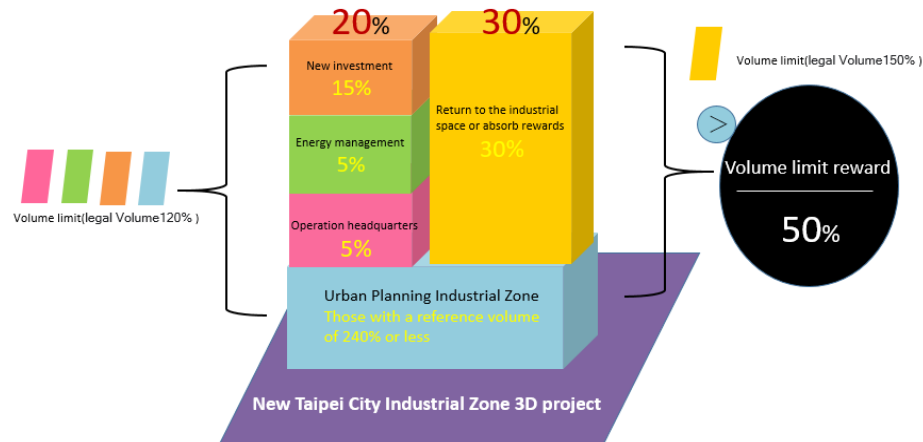 20%
30%
New investment
15%
Energy management
5%
Operation headquarters
5%
Return to the industrial
space or absorb rewards
30%
Volume limit(legal Volume120% )
Volume limit(legal Volume150% )
>
Volume limit reward
50%
Urban Planning Industrial Zone
Those with a reference volume
of 240% or less
New Taipei City Industrial Zone 3D project